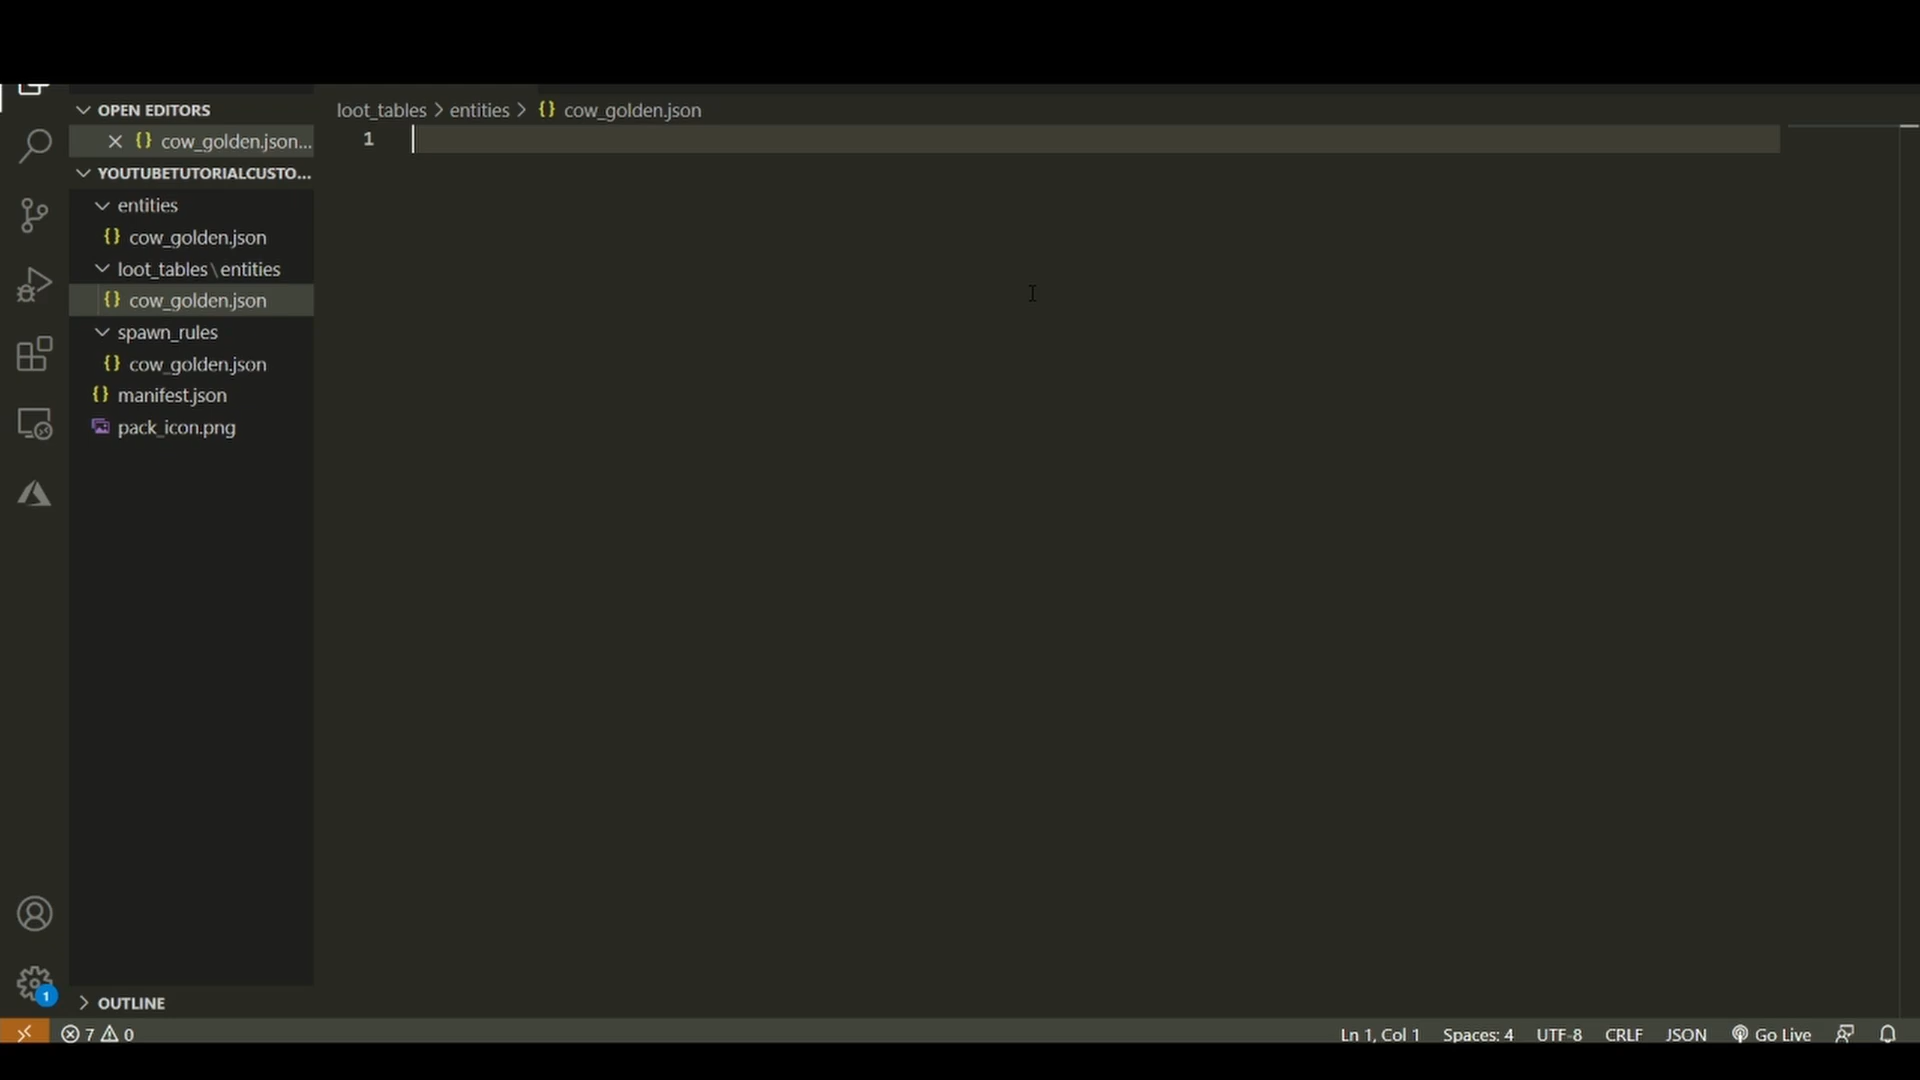 OPEN EDITORS
cow_golden.json...
YOUTUBETUTORIALCUSTO...
entities
cow_golden.json
loot_tables\entities
cow_golden.json
spawn_rules
cow_golden.json
manifest.json
pack_icon.png
OUTLINE
loot_tables > entities > {} cow_golden.json
1
1
7 0
Ln 1, Col 1 Spaces: 4 UTF-8 CRLF JSON Go Live